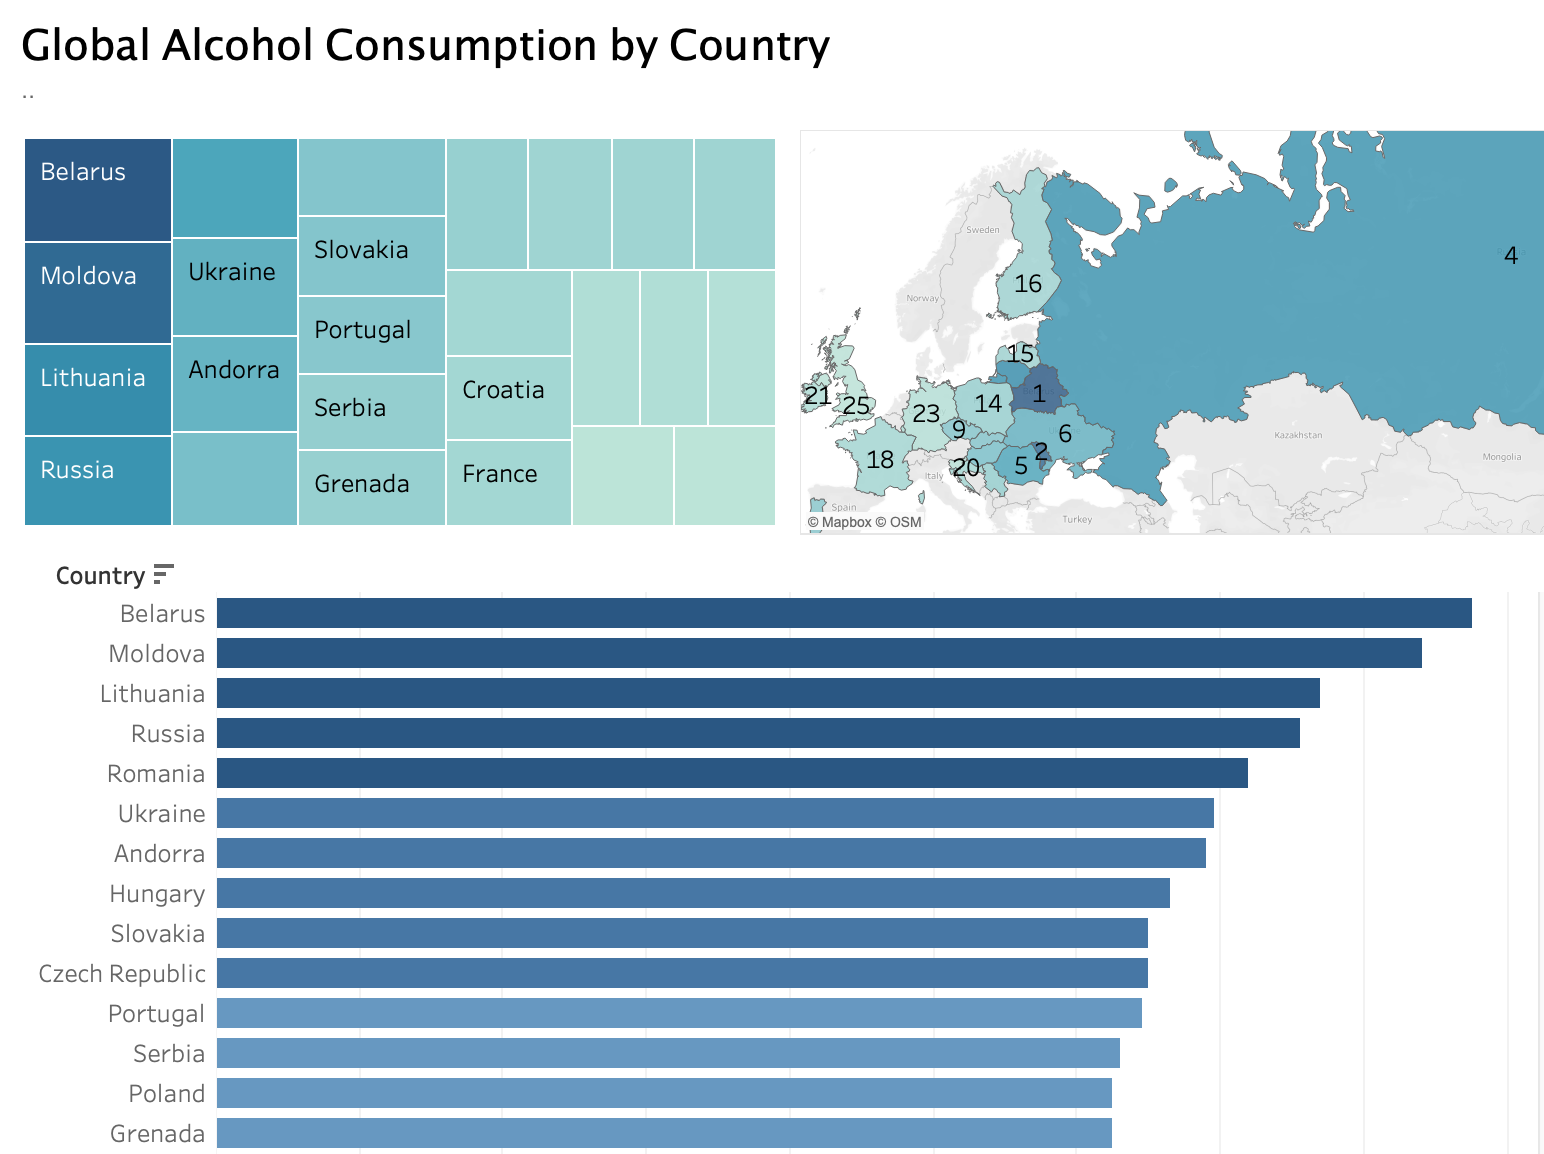 Global Alcohol Consumption by Country
..
Belarus
Moldova
Lithuania
Russia
Ukraine
Andorra
Slovakia
Portugal
Serbia
Grenada
Croatia
France
4
Sweden
16
Norway
15
1
21
25
23
14
9
6
2
18
20
5
Italy
Spain
Turkey
Kazakhstan
Mongolia
© Mapbox © OSM
Country
Belarus
Moldova
Lithuania
Russia
Romania
Ukraine
Andorra
Hungary
Slovakia
Czech Republic
Portugal
Serbia
Poland
Grenada